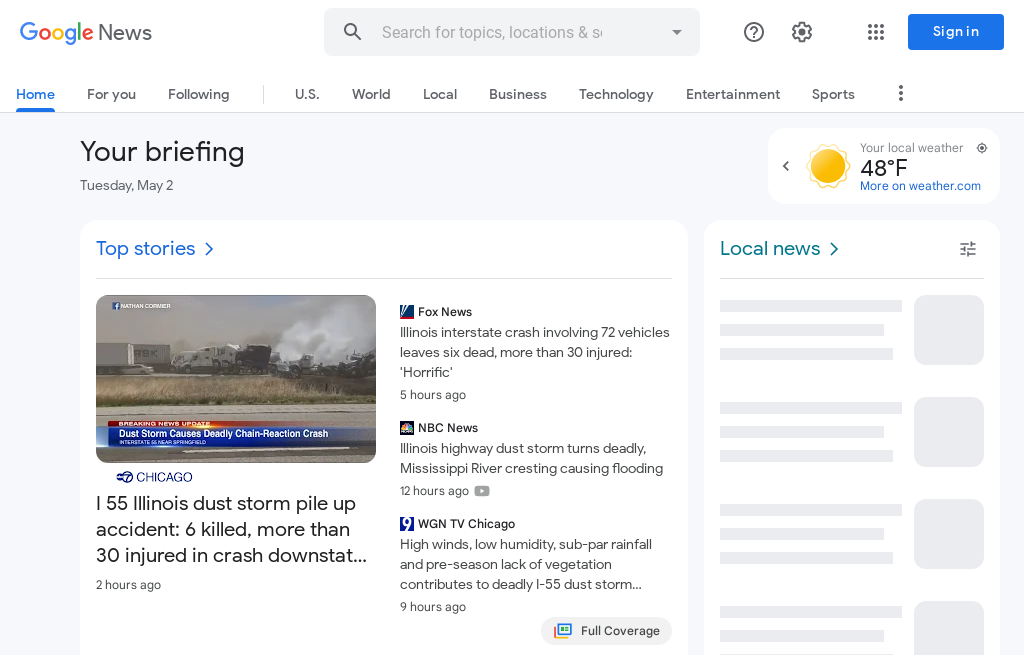 Google News
Search for topics, locations & so
Sign in
Home
For you
Following
U.S.
World
Local
Business
Technology
Entertainment
Sports
Your briefing
Tuesday, May 2
Your local weather
48°F
More on weather.com
Top stories
Local news
NATHAN CORMIER
RSK
BREAKING NEWS UPDATE
Dust Storm Causes Deadly Chain-Reaction Crash
INTERSTATE 55 NEAR SPRINGFIELD
7 CHICAGO
I 55 Illinois dust storm pile up
accident: 6 killed, more than
30 injured in crash downstat...
2 hours ago
Fox News
Illinois interstate crash involving 72 vehicles
leaves six dead, more than 30 injured:
'Horrific'
5 hours ago
NBC News
Illinois highway dust storm turns deadly,
Mississippi River cresting causing flooding
12 hours ago
9 WGN TV Chicago
High winds, low humidity, sub-par rainfall
and pre-season lack of vegetation
contributes to deadly I-55 dust storm...
9 hours ago
Full Coverage